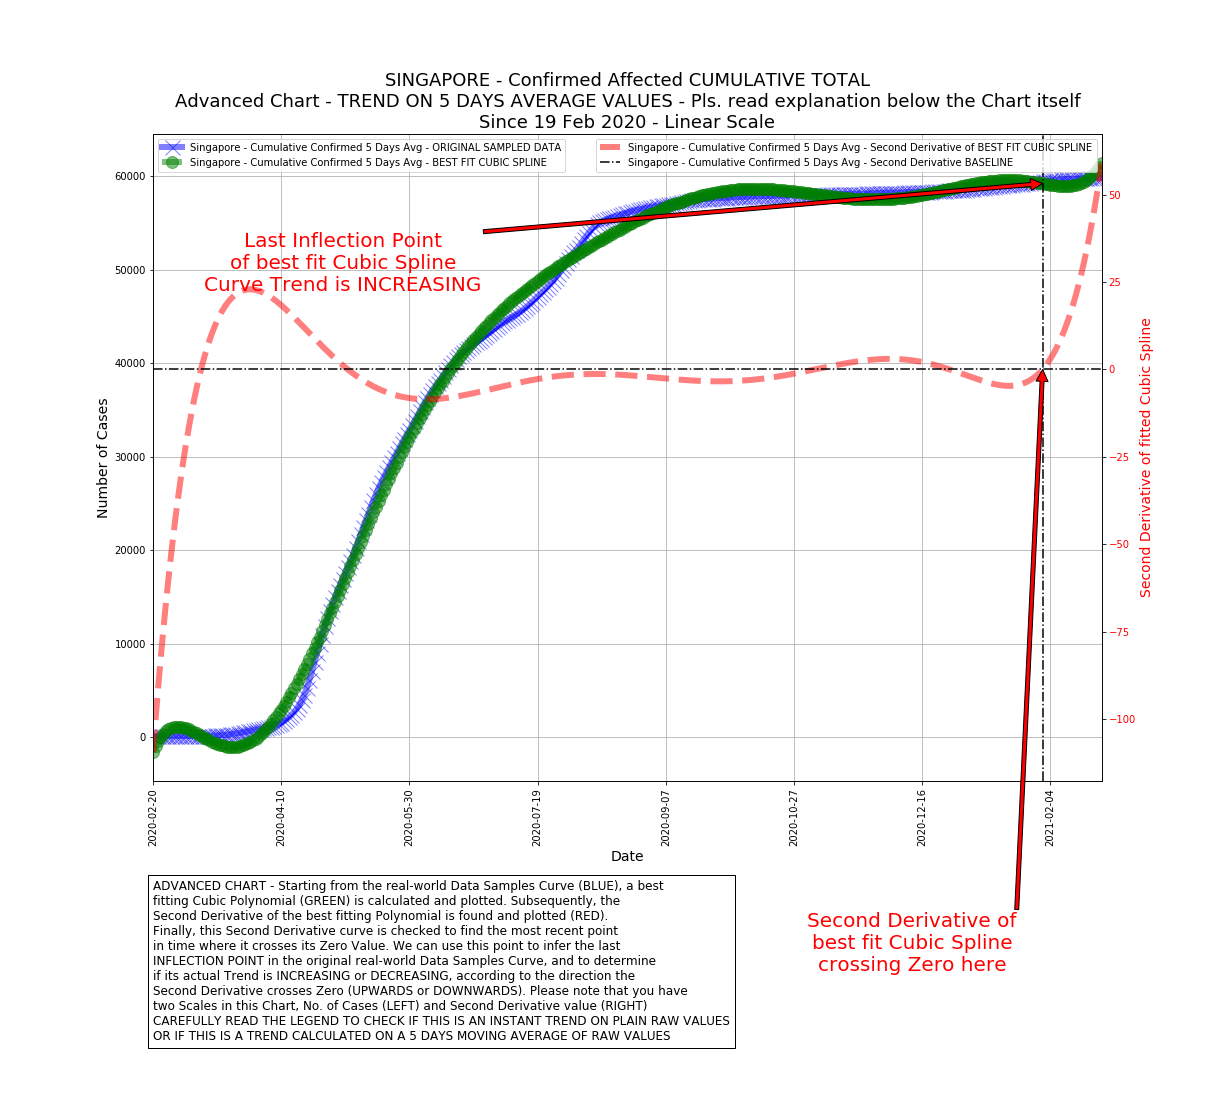 SINGAPORE - Confirmed Affected CUMULATIVE TOTAL
Advanced Chart - TREND ON 5 DAYS AVERAGE VALUES - Pls. read explanation below the Chart itself
Since 19 Feb 2020 - Linear Scale
Singapore - Cumulative Confirmed 5 Days Avg - ORIGINAL SAMPLED DATA
Singapore - Cumulative Confirmed 5 Days Avg - BEST FIT CUBIC SPLINE
Singapore - Cumulative Confirmed 5 Days Avg - Second Derivative of BEST FIT CUBIC SPLINE
Singapore - Cumulative Confirmed 5 Days Avg - Second Derivative BASELINE
Last Inflection Point
of best fit Cubic Spline
Curve Trend is INCREASING
Number of Cases
60000
50000
40000
30000
20000
10000
0
50
25
0
−25
−50
−75
−100
Second Derivative of fitted Cubic Spline
2020-02-20
2020-04-10
2020-05-30
2020-07-19
2020-09-07
2020-10-27
2020-12-16
2021-02-04
Date
ADVANCED CHART - Starting from the real-world Data Samples Curve (BLUE), a best
fitting Cubic Polynomial (GREEN) is calculated and plotted. Subsequently, the
Second Derivative of the best fitting Polynomial is found and plotted (RED).
Finally, this Second Derivative curve is checked to find the most recent point
in time where it crosses its Zero Value. We can use this point to infer the last
INFLECTION POINT in the original real-world Data Samples Curve, and to determine
if its actual Trend is INCREASING or DECREASING, according to the direction the
Second Derivative crosses Zero (UPWARDS or DOWNWARDS). Please note that you have
two Scales in this Chart, No. of Cases (LEFT) and Second Derivative value (RIGHT)
CAREFULLY READ THE LEGEND TO CHECK IF THIS IS AN INSTANT TREND ON PLAIN RAW VALUES
OR IF THIS IS A TREND CALCULATED ON A 5 DAYS MOVING AVERAGE OF RAW VALUES
Second Derivative of
best fit Cubic Spline
crossing Zero here